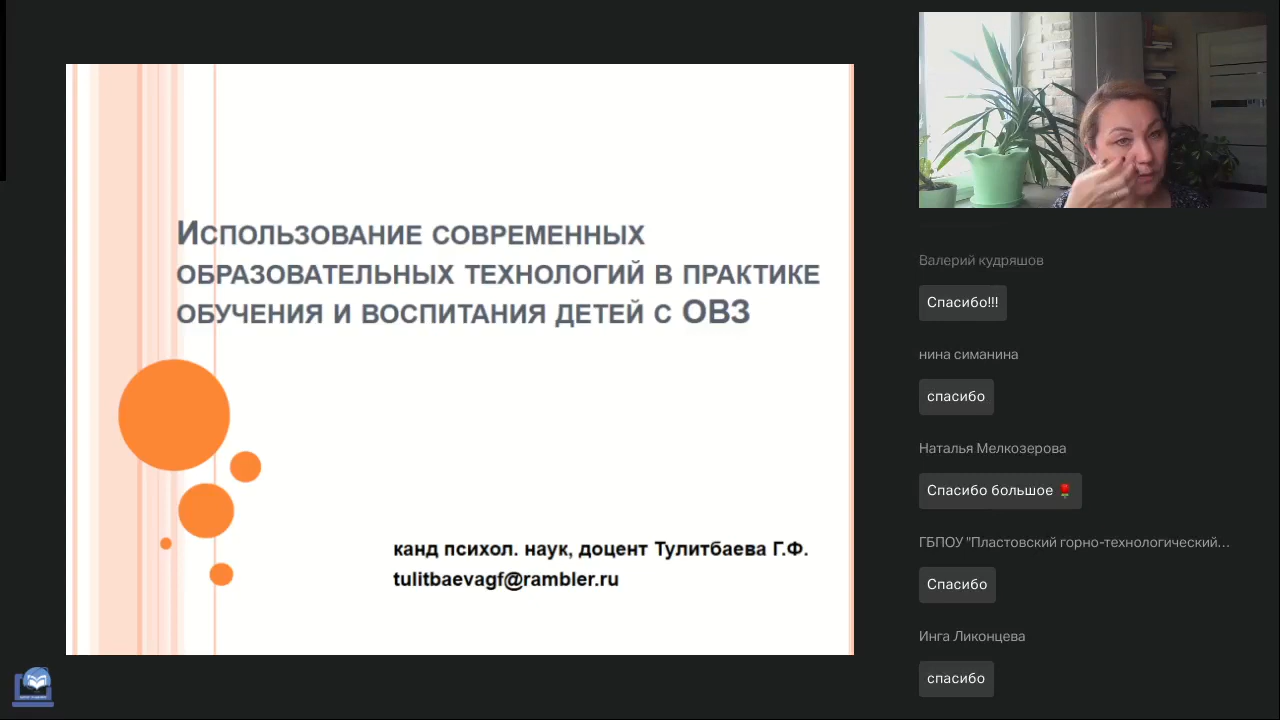 Использование современных
образовательных технологий в практике
обучения и воспитания детей с ОВЗ
канд психол. наук, доцент Тулитбаева Г.Ф.
tulitbaevagf@rambler.ru
Валерий кудряшов
Спасибо!!!
нина симанина
спасибо
Наталья Мелкозерова
Спасибо большое 🌹
ГБПОУ "Пластовский горно-технологический...
Спасибо
Инга Ликонцева
спасибо